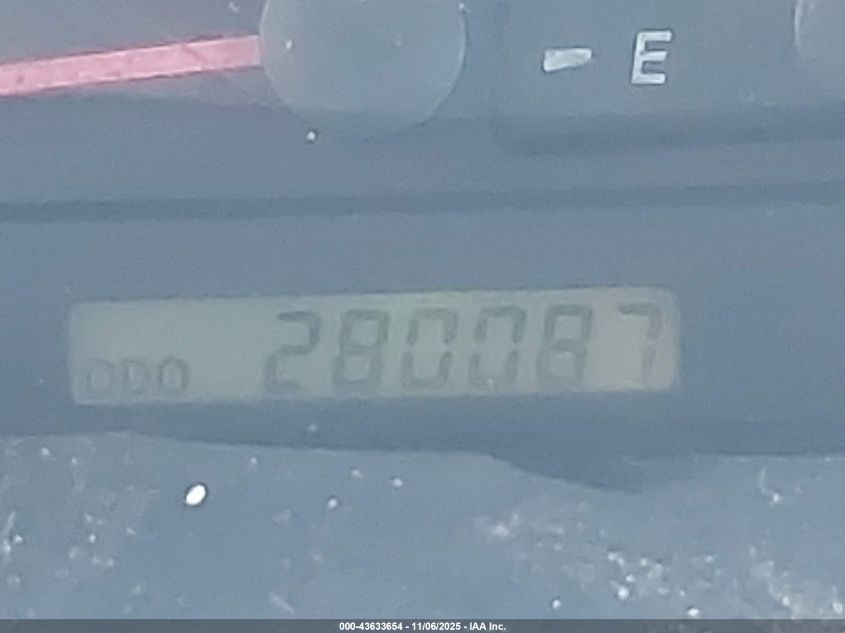 E
ODO 280087
000-43633654 - 11/06/2025 - IAA Inc.